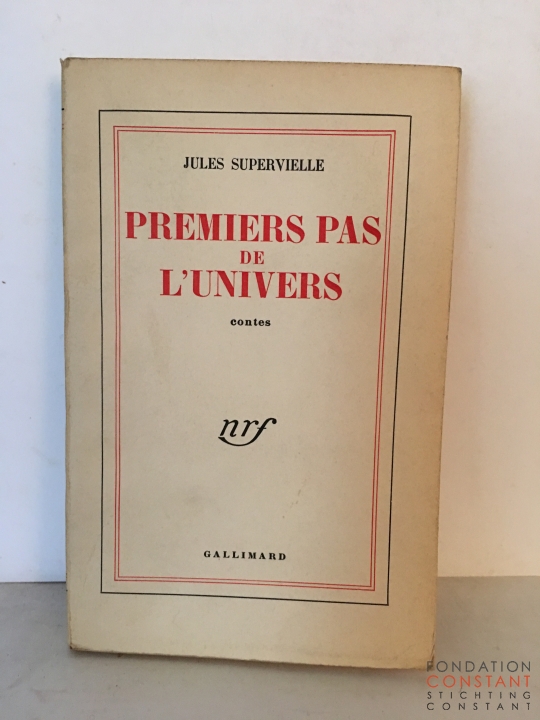 JULES SUPERVIELLE
PREMIERS PAS
DE
L'UNIVERS
contes
nrf
GALLIMARD
FONDATION
CONSTANT
STICHTING
CONSTANT